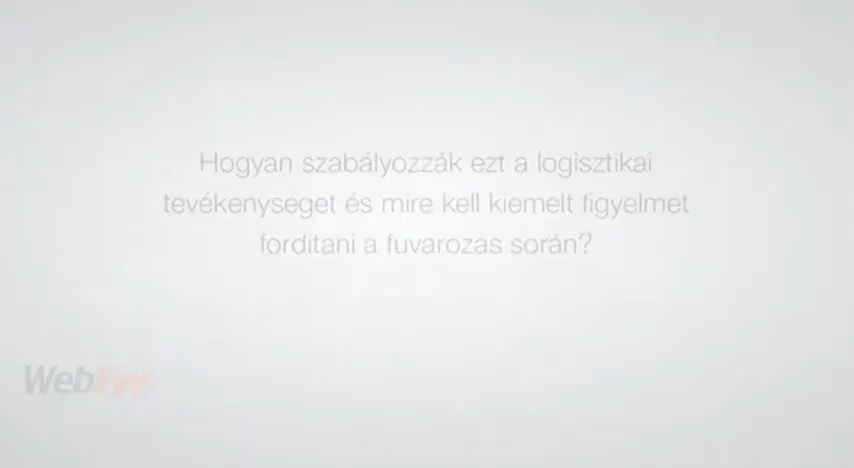 Hogyan szabályozzák ezt a logisztikai
tevékenységet és mire kell kiemelt figyelmet
fordítani a fuvarozás során?
WebEye